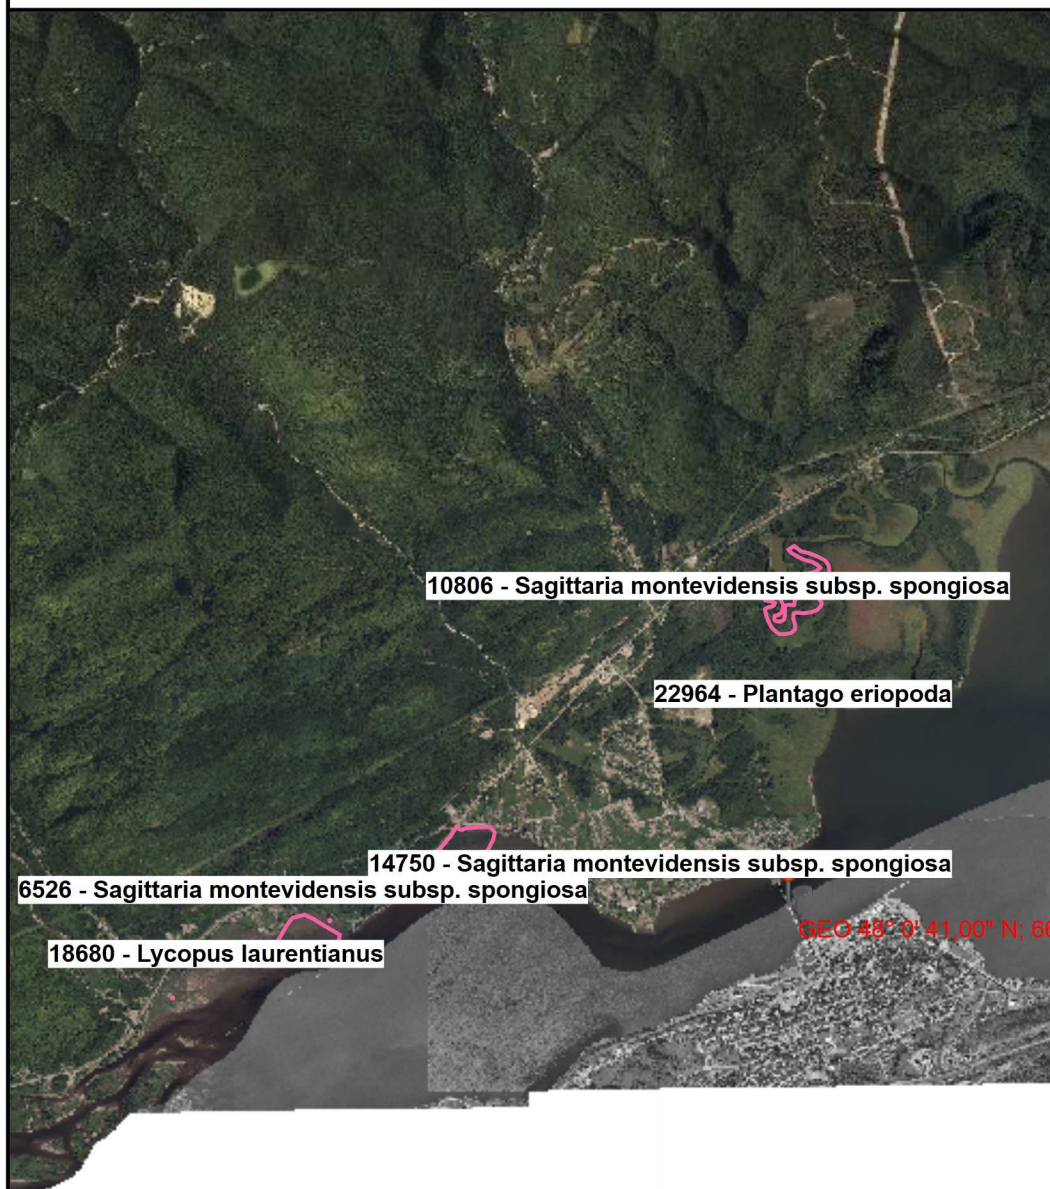 10806 - Sagittaria montevidensis subsp. spongiosa
22964 - Plantago eriopoda
14750 - Sagittaria montevidensis subsp. spongiosa
6526 - Sagittaria montevidensis subsp. spongiosa
GEO 48° 0' 41,00" N; 66
18680 - Lycopus laurentianus